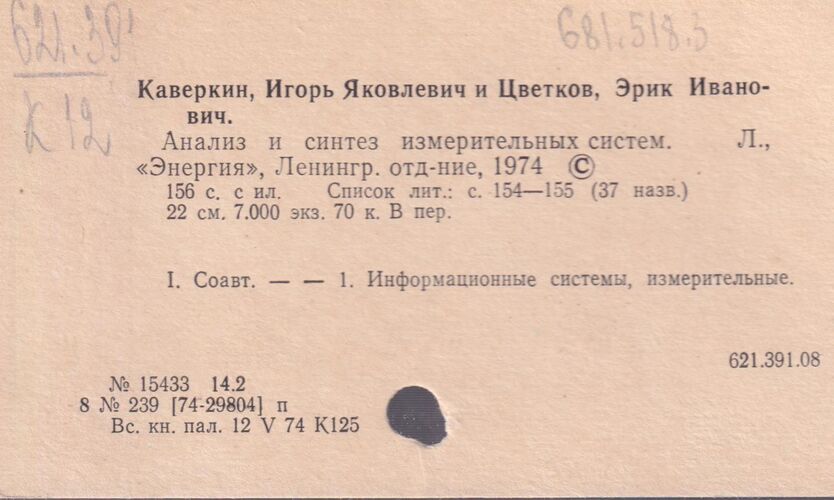 621.39
681.518.3
К12
Каверкин, Игорь Яковлевич и Цветков, Эрик Ивано-
вич.
Анализ и синтез измерительных систем. Л.,
«Энергия», Ленингр. отд-ние, 1974 ©
156 с. с ил. Список лит.: с. 154—155 (37 назв.)
22 см. 7.000 экз. 70 к. В пер.
I. Соавт. — — 1. Информационные системы, измерительные.
621.391.08
№ 15433 14.2
8 № 239 [74-29804] п
Вс. кн. пал. 12 V 74 К125